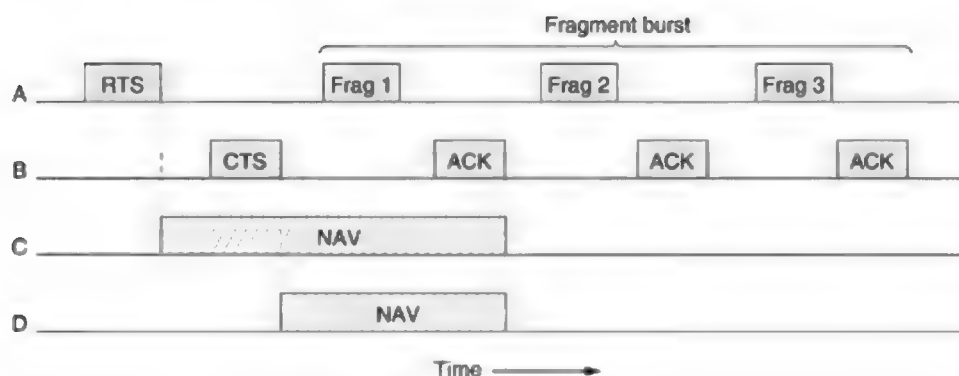 Fragment burst
A RTS Frag 1 Frag 2 Frag 3
B CTS ACK ACK ACK
C NAV
D NAV
Time